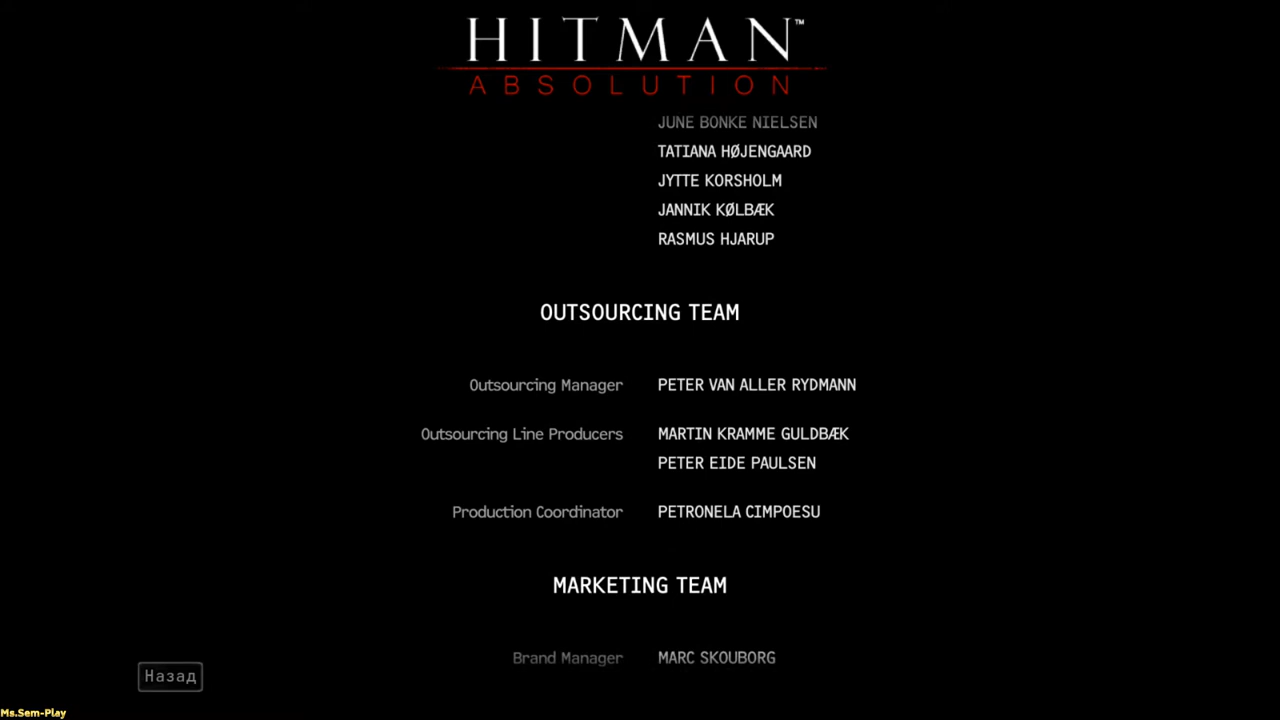 HITMAN™
ABSOLUTION
JUNE BONKE NIELSEN
TATIANA HØJENGAARD
JYTTE KORSHOLM
JANNIK KØLBÆK
RASMUS HJARUP
OUTSOURCING TEAM
Outsourcing Manager PETER VAN ALLER RYDMANN
Outsourcing Line Producers MARTIN KRAMME GULDBÆK
PETER EIDE PAULSEN
Production Coordinator PETRONELA CIMPOESU
MARKETING TEAM
Brand Manager MARC SKOUBORG
Назад
Ms.Sem-Play